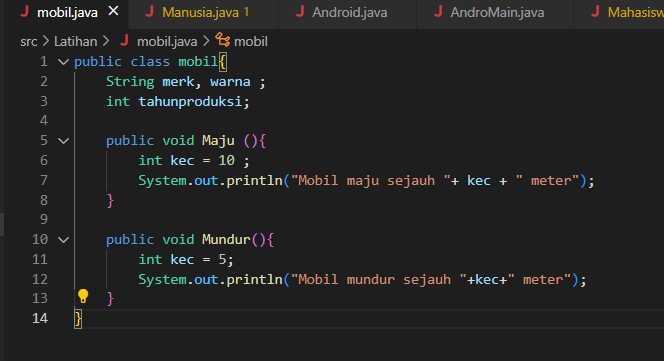 mobil.java Manusia.java 1 Android.java AndroMain.java Mahasisw
src > Latihan > mobil.java > mobil
1 public class mobil{
2     String merk, warna ;
3     int tahunproduksi;
4
5     public void Maju (){
6         int kec = 10 ;
7         System.out.println("Mobil maju sejauh "+ kec + " meter");
8     }
9
10     public void Mundur(){
11         int kec = 5;
12         System.out.println("Mobil mundur sejauh "+kec+" meter");
13     }
14 }